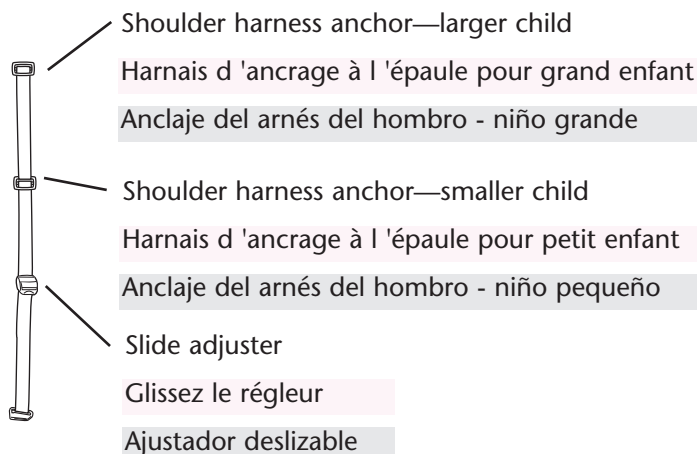 Shoulder harness anchor—larger child
Harnais d 'ancrage à l 'épaule pour grand enfant
Anclaje del arnés del hombro - niño grande
Shoulder harness anchor—smaller child
Harnais d 'ancrage à l 'épaule pour petit enfant
Anclaje del arnés del hombro - niño pequeño
Slide adjuster
Glissez le régleur
Ajustador deslizable